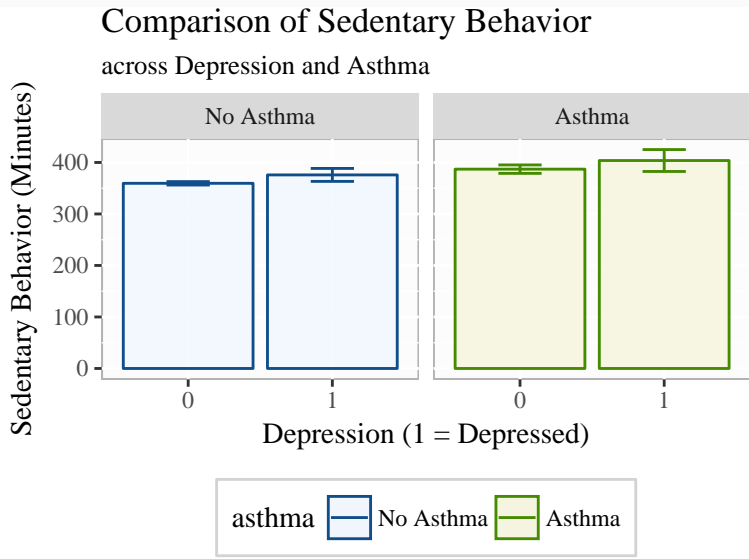 Comparison of Sedentary Behavior
across Depression and Asthma
No Asthma
Asthma
Sedentary Behavior (Minutes)
400
300
200
100
0
0
1
0
1
Depression (1 = Depressed)
asthma No Asthma Asthma